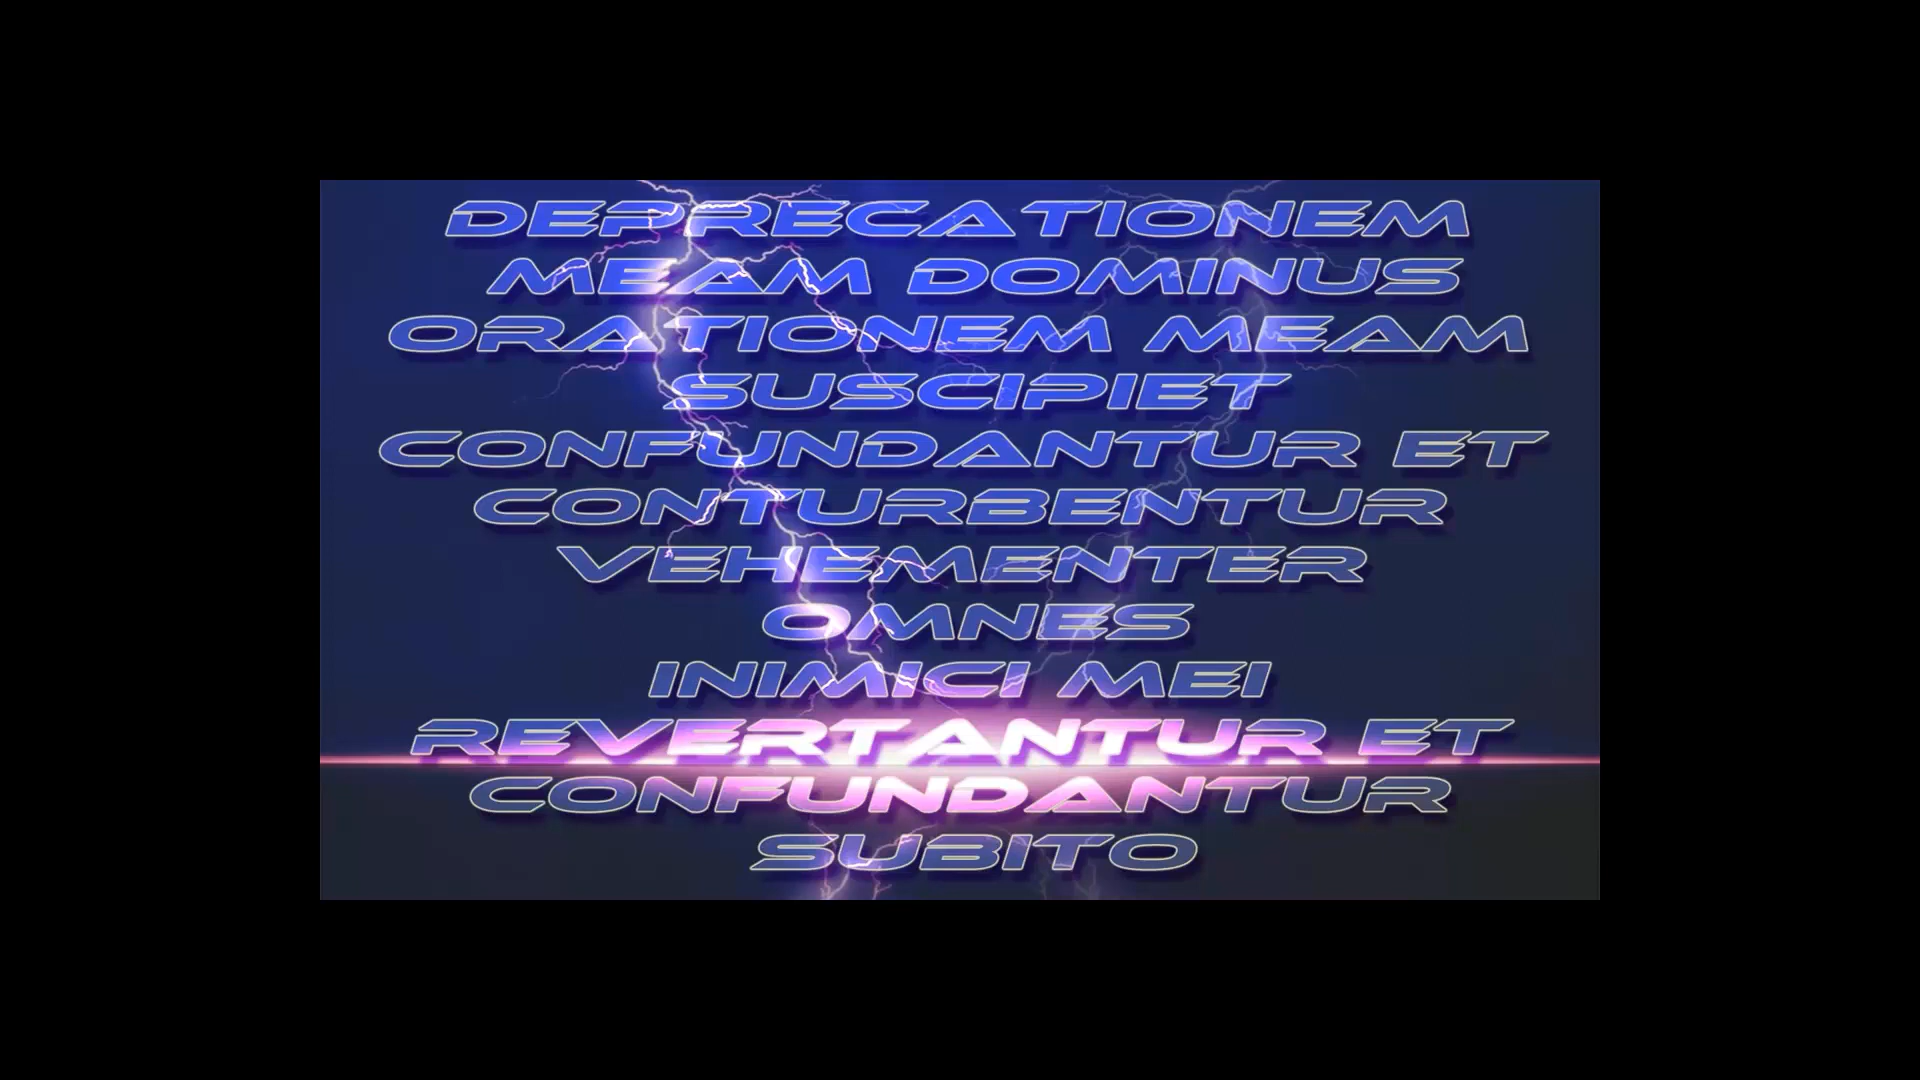 DEPRECATIONEM
MEAM DOMINUS
ORATIONEM MEAM
SUSCIPIET
CONFUNDANTUR ET
CONTURBENTUR
VEHEMENTER
OMNES
INIMICI MEI
REVERTANTUR ET
CONFUNDANTUR
SUBITO